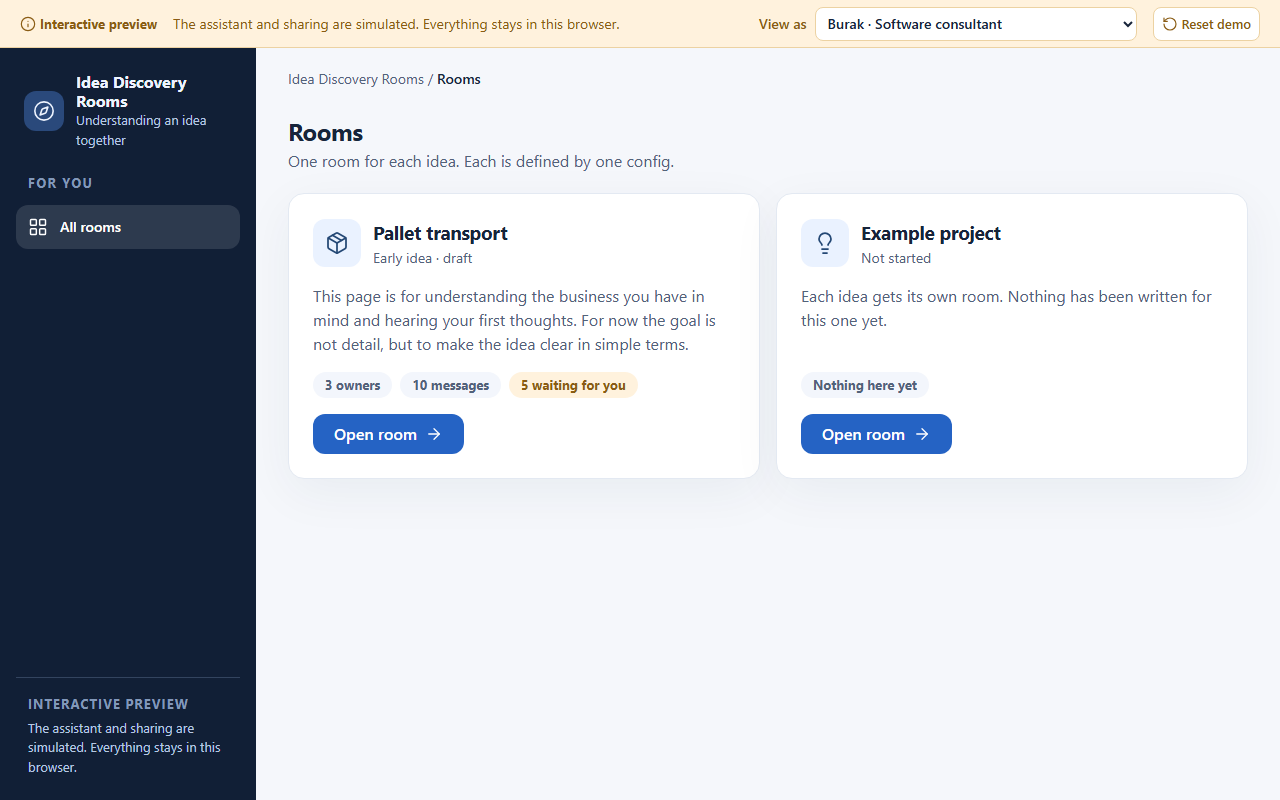 Interactive preview The assistant and sharing are simulated. Everything stays in this browser.
View as Burak · Software consultant Reset demo
Idea Discovery
Rooms
Understanding an idea
together
FOR YOU
All rooms
INTERACTIVE PREVIEW
The assistant and sharing are
simulated. Everything stays in this
browser.
Idea Discovery Rooms / Rooms
Rooms
One room for each idea. Each is defined by one config.
Pallet transport
Early idea · draft
This page is for understanding the business you have in
mind and hearing your first thoughts. For now the goal is
not detail, but to make the idea clear in simple terms.
3 owners 10 messages 5 waiting for you
Open room
Example project
Not started
Each idea gets its own room. Nothing has been written for
this one yet.
Nothing here yet
Open room